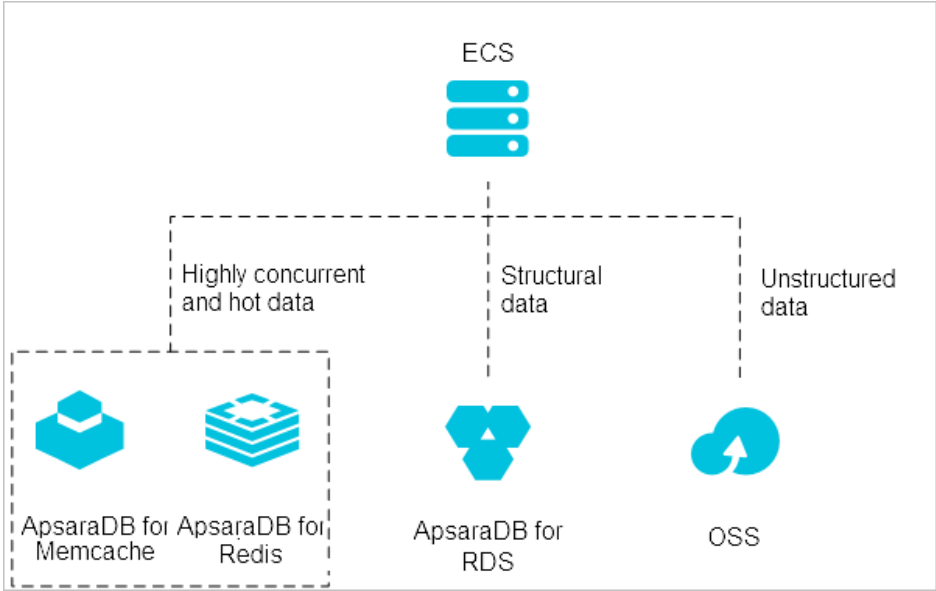 ECS
Highly concurrent
and hot data
Structural
data
Unstructured
data
ApsaraDB for
Memcache
ApsaraDB for
Redis
ApsaraDB for
RDS
OSS